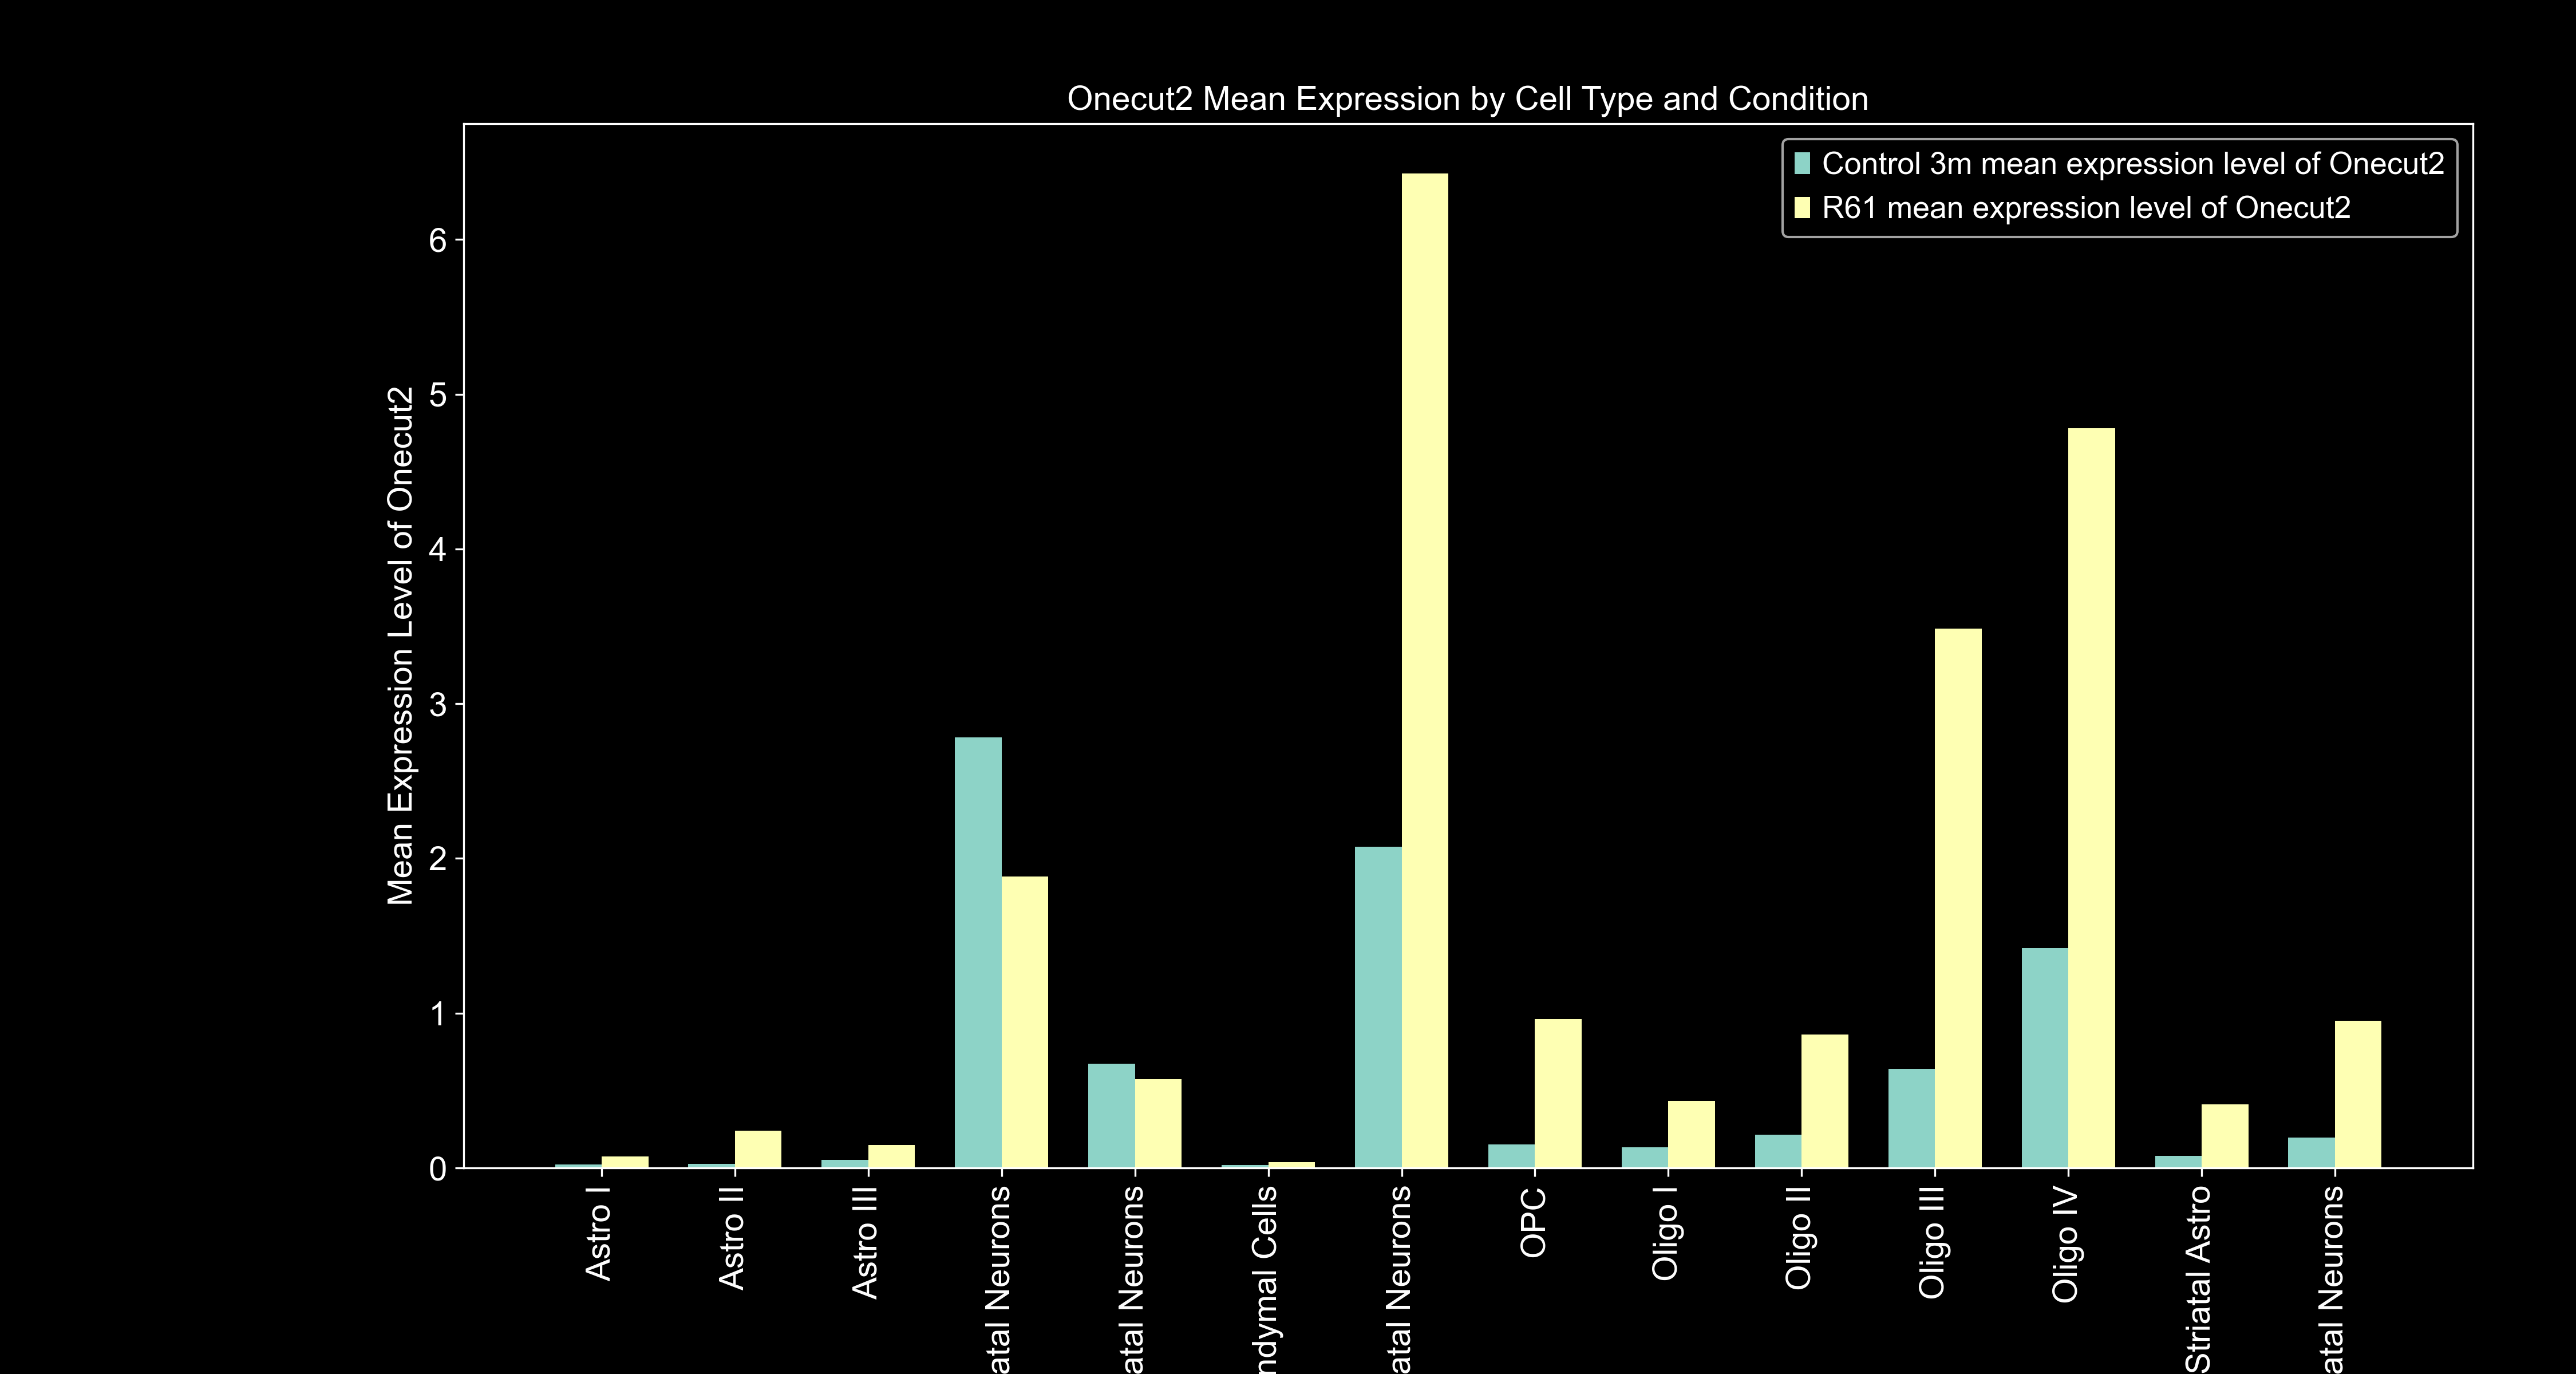 Onecut2 Mean Expression by Cell Type and Condition
Control 3m mean expression level of Onecut2
R61 mean expression level of Onecut2
Mean Expression Level of Onecut2
6
5
4
3
2
1
0
Astro I
Astro II
Astro III
atal Neurons
atal Neurons
ndymal Cells
atal Neurons
OPC
Oligo I
Oligo II
Oligo III
Oligo IV
Striatal Astro
atal Neurons